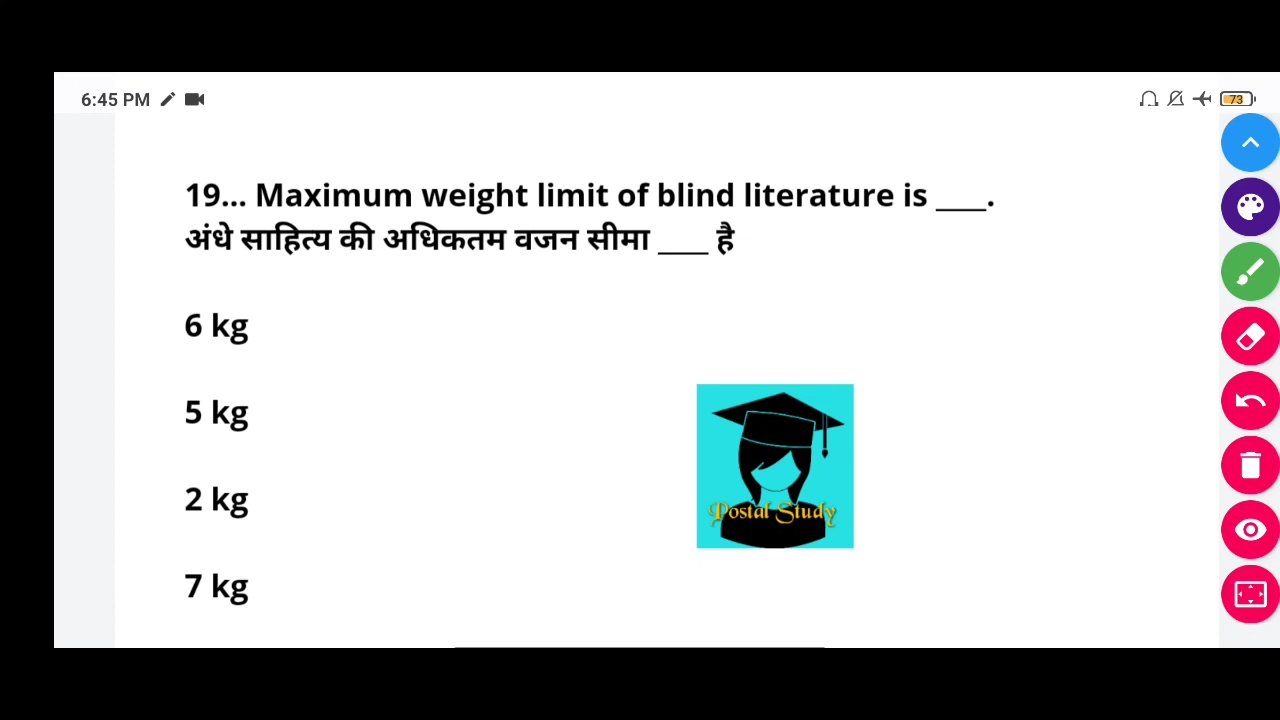 6:45 PM
73
19... Maximum weight limit of blind literature is ____.
अंधे साहित्य की अधिकतम वजन सीमा ____ है
6 kg
5 kg
Postal Study
2 kg
7 kg